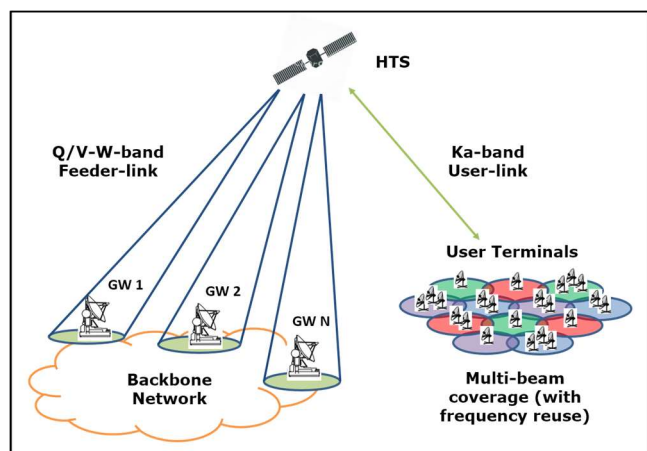 HTS
Q/V-W-band
Feeder-link
Ka-band
User-link
User Terminals
GW 1
GW 2
GW N
Backbone
Network
Multi-beam
coverage (with
frequency reuse)